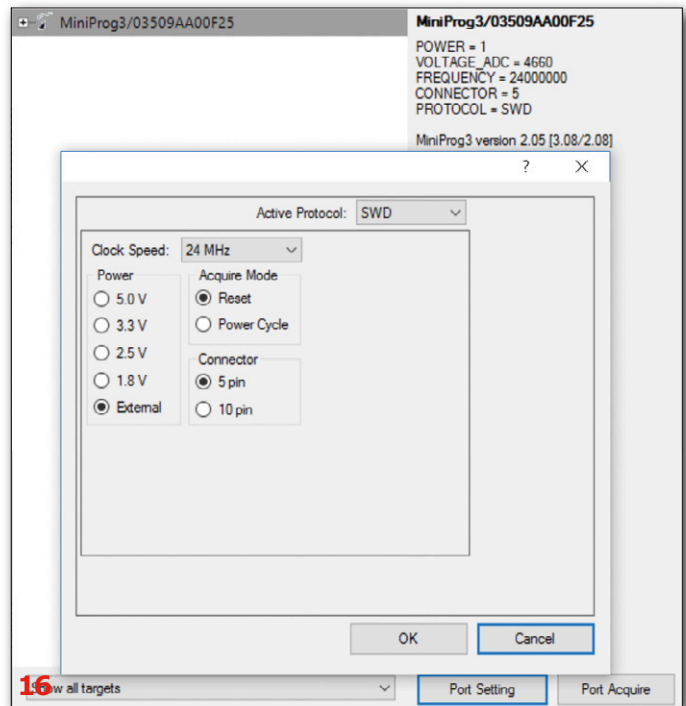 MiniProg3/03509AA00F25
MiniProg3/03509AA00F25
POWER = 1
VOLTAGE_ADC = 4660
FREQUENCY = 24000000
CONNECTOR = 5
PROTOCOL = SWD
MiniProg3 version 2.05 [3.08/2.08]
?
Active Protocol: SWD
Clock Speed: 24 MHz
Power
5.0 V
3.3 V
2.5 V
1.8 V
External
Acquire Mode
Reset
Power Cycle
Connector
5 pin
10 pin
OK
Cancel
16
all targets
Port Setting
Port Acquire